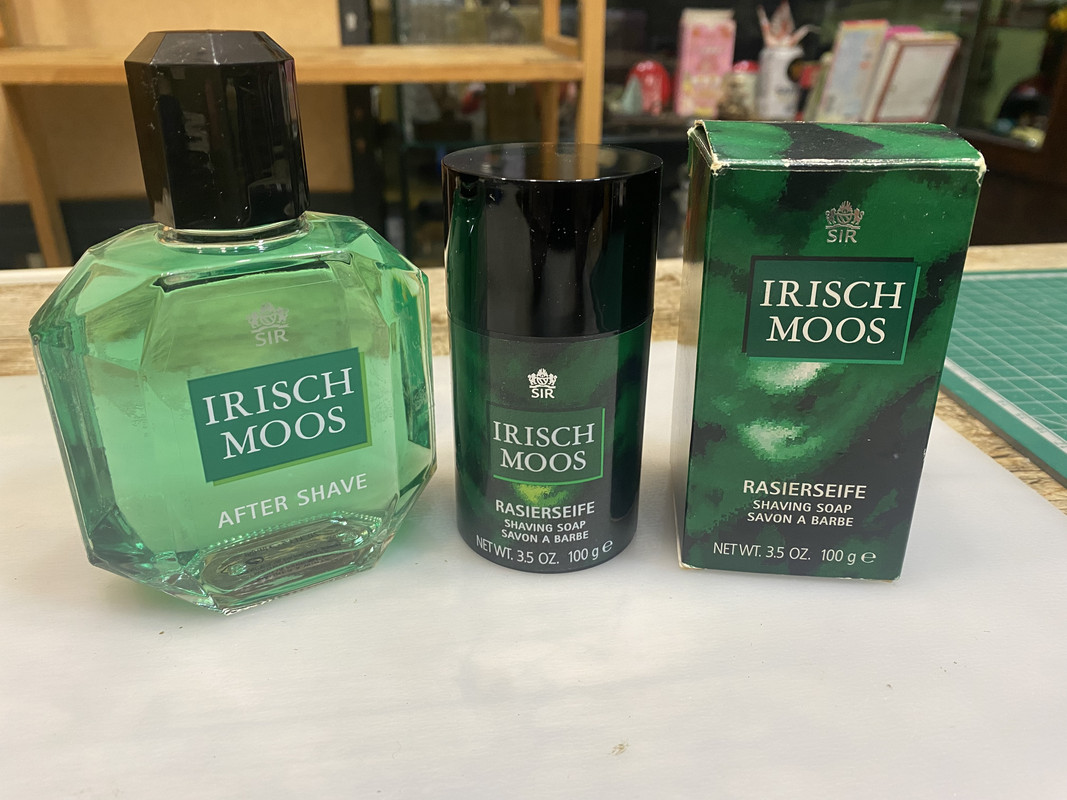 SIR
IRISCH
MOOS
AFTER SHAVE
SIR
IRISCH
MOOS
RASIERSEIFE
SHAVING SOAP
SAVON A BARBE
NET WT. 3.5 OZ. 100 g ℮
SIR
IRISCH
MOOS
RASIERSEIFE
SHAVING SOAP
SAVON A BARBE
NET WT. 3.5 OZ. 100 g ℮